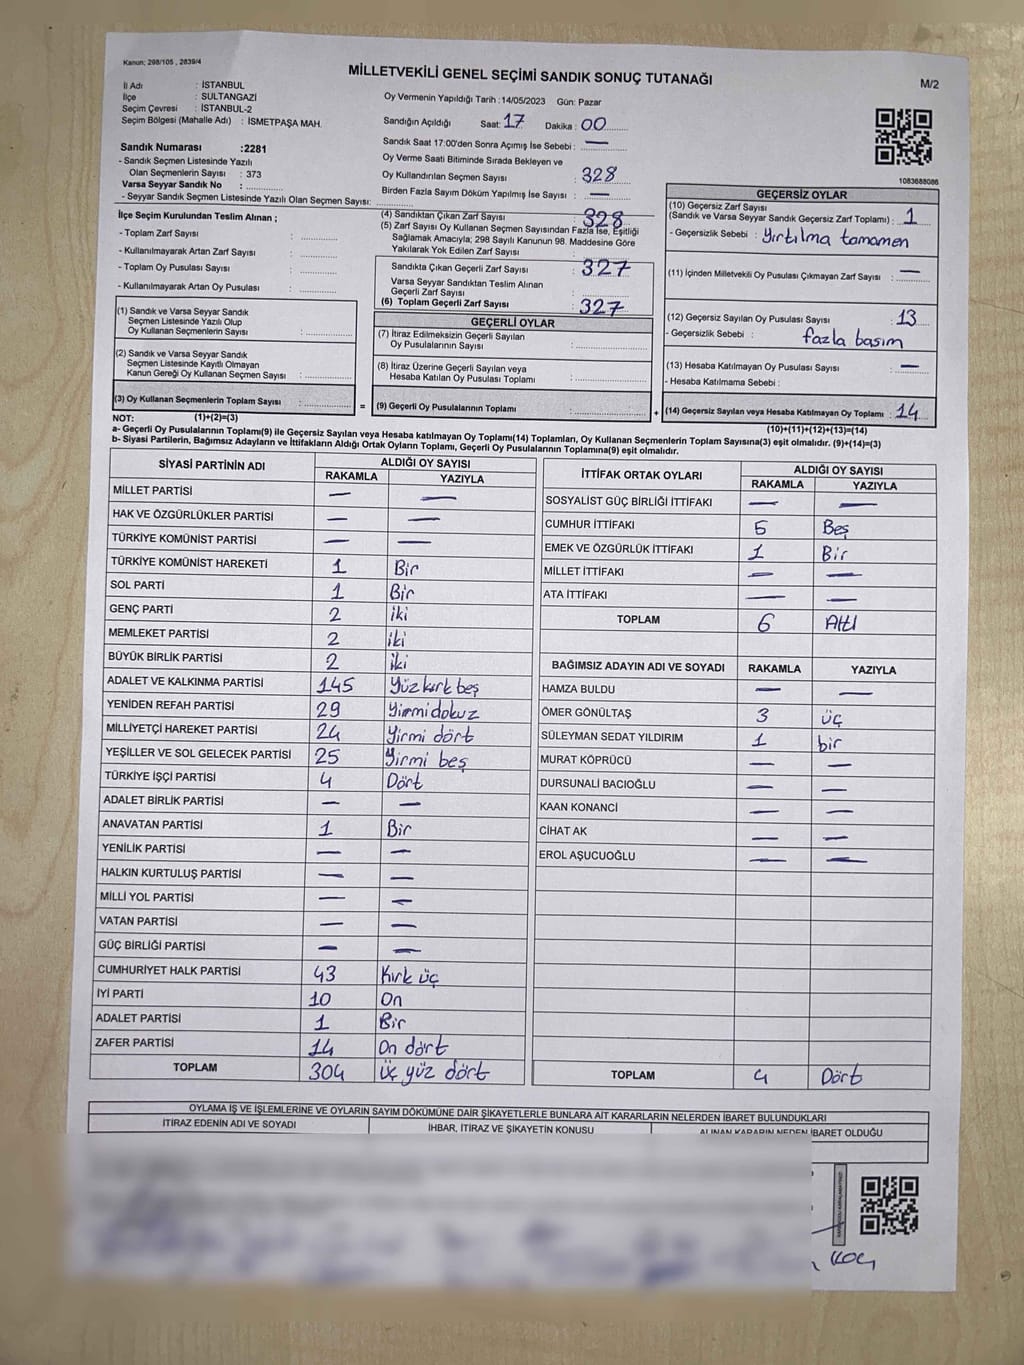 Kanun; 298/105 , 2839/4
MİLLETVEKİLİ GENEL SEÇİMİ SANDIK SONUÇ TUTANAĞI
M/2
İl Adı : İSTANBUL
İlçe : SULTANGAZİ
Seçim Çevresi : İSTANBUL-2
Seçim Bölgesi (Mahalle Adı) : İSMETPAŞA MAH.
Sandık Numarası :2281
- Sandık Seçmen Listesinde Yazılı
Olan Seçmenlerin Sayısı : 373
Varsa Seyyar Sandık No :
- Seyyar Sandık Seçmen Listesinde Yazılı Olan Seçmen Sayısı:
Oy Vermenin Yapıldığı Tarih :14/05/2023 Gün: Pazar
Sandığın Açıldığı Saat: 17 Dakika : 00
Sandık Saat 17:00'den Sonra Açımış İse Sebebi : —
Oy Verme Saati Bitiminde Sırada Bekleyen ve
Oy Kullandırılan Seçmen Sayısı : 328
Birden Fazla Sayım Döküm Yapılmış İse Sayısı : —
1083688086
İlçe Seçim Kurulundan Teslim Alınan ;
- Toplam Zarf Sayısı :
- Kullanılmayarak Artan Zarf Sayısı :
- Toplam Oy Pusulası Sayısı :
- Kullanılmayarak Artan Oy Pusulası :
(1) Sandık ve Varsa Seyyar Sandık
Seçmen Listesinde Yazılı Olup
Oy Kullanan Seçmenlerin Sayısı :
(2) Sandık ve Varsa Seyyar Sandık
Seçmen Listesinde Kayıtlı Olmayan
Kanun Gereği Oy Kullanan Seçmen Sayısı :
(3) Oy Kullanan Seçmenlerin Toplam Sayısı :
(4) Sandıktan Çıkan Zarf Sayısı : 328
(5) Zarf Sayısı Oy Kullanan Seçmen Sayısından Fazla İse, Eşitliği
Sağlamak Amacıyla; 298 Sayılı Kanunun 98. Maddesine Göre
Yakılarak Yok Edilen Zarf Sayısı :
Sandıkta Çıkan Geçerli Zarf Sayısı : 327
Varsa Seyyar Sandıktan Teslim Alınan
Geçerli Zarf Sayısı :
(6) Toplam Geçerli Zarf Sayısı : 327
GEÇERLİ OYLAR
(7) İtiraz Edilmeksizin Geçerli Sayılan
Oy Pusulalarının Sayısı :
(8) İtiraz Üzerine Geçerli Sayılan veya
Hesaba Katılan Oy Pusulası Toplamı :
= (9) Geçerli Oy Pusulalarının Toplamı : +
GEÇERSİZ OYLAR
(10) Geçersiz Zarf Sayısı
(Sandık ve Varsa Seyyar Sandık Geçersiz Zarf Toplamı) : 1
- Geçersizlik Sebebi : Yırtılma tamamen
(11) İçinden Milletvekili Oy Pusulası Çıkmayan Zarf Sayısı : —
(12) Geçersiz Sayılan Oy Pusulası Sayısı : 13
- Geçersizlik Sebebi : fazla basım
(13) Hesaba Katılmayan Oy Pusulası Sayısı : —
- Hesaba Katılmama Sebebi :
(14) Geçersiz Sayılan veya Hesaba Katılmayan Oy Toplamı : 14
NOT: (1)+(2)=(3) (10)+(11)+(12)+(13)=(14)
a- Geçerli Oy Pusulalarının Toplamı(9) ile Geçersiz Sayılan veya Hesaba katılmayan Oy Toplamı(14) Toplamları, Oy Kullanan Seçmenlerin Toplam Sayısına(3) eşit olmalıdır. (9)+(14)=(3)
b- Siyasi Partilerin, Bağımsız Adayların ve İttifakların Aldığı Ortak Oyların Toplamı, Geçerli Oy Pusulalarının Toplamına(9) eşit olmalıdır.
SİYASİ PARTİNİN ADI ALDIĞI OY SAYISI
RAKAMLA YAZIYLA
MİLLET PARTİSİ — —
HAK VE ÖZGÜRLÜKLER PARTİSİ — —
TÜRKİYE KOMÜNİST PARTİSİ — —
TÜRKİYE KOMÜNİST HAREKETİ 1 Bir
SOL PARTİ 1 Bir
GENÇ PARTİ 2 iki
MEMLEKET PARTİSİ 2 iki
BÜYÜK BİRLİK PARTİSİ 2 iki
ADALET VE KALKINMA PARTİSİ 145 Yüz kırk beş
YENİDEN REFAH PARTİSİ 29 Yirmi dokuz
MİLLİYETÇİ HAREKET PARTİSİ 24 Yirmi dört
YEŞİLLER VE SOL GELECEK PARTİSİ 25 Yirmi beş
TÜRKİYE İŞÇİ PARTİSİ 4 Dört
ADALET BİRLİK PARTİSİ — —
ANAVATAN PARTİSİ 1 Bir
YENİLİK PARTİSİ — —
HALKIN KURTULUŞ PARTİSİ — —
MİLLİ YOL PARTİSİ — —
VATAN PARTİSİ — —
GÜÇ BİRLİĞİ PARTİSİ — —
CUMHURİYET HALK PARTİSİ 43 Kırk üç
İYİ PARTİ 10 On
ADALET PARTİSİ 1 Bir
ZAFER PARTİSİ 14 On dört
TOPLAM 304 üç yüz dört
İTTİFAK ORTAK OYLARI ALDIĞI OY SAYISI
RAKAMLA YAZIYLA
SOSYALİST GÜÇ BİRLİĞİ İTTİFAKI — —
CUMHUR İTTİFAKI 5 Beş
EMEK VE ÖZGÜRLÜK İTTİFAKI 1 Bir
MİLLET İTTİFAKI — —
ATA İTTİFAKI — —
TOPLAM 6 Altı
BAĞIMSIZ ADAYIN ADI VE SOYADI RAKAMLA YAZIYLA
HAMZA BULDU — —
ÖMER GÖNÜLTAŞ 3 üç
SÜLEYMAN SEDAT YILDIRIM 1 bir
MURAT KÖPRÜCÜ — —
DURSUNALİ BACIOĞLU — —
KAAN KONANCİ — —
CİHAT AK — —
EROL AŞUCUOĞLU — —
TOPLAM 4 Dört
OYLAMA İŞ VE İŞLEMLERİNE VE OYLARIN SAYIM DÖKÜMÜNE DAİR ŞİKAYETLERLE BUNLARA AİT KARARLARIN NELERDEN İBARET BULUNDUKLARI
İTİRAZ EDENİN ADI VE SOYADI İHBAR, İTİRAZ VE ŞİKAYETİN KONUSU ALINAN KARARIN NEDEN İBARET OLDUĞU